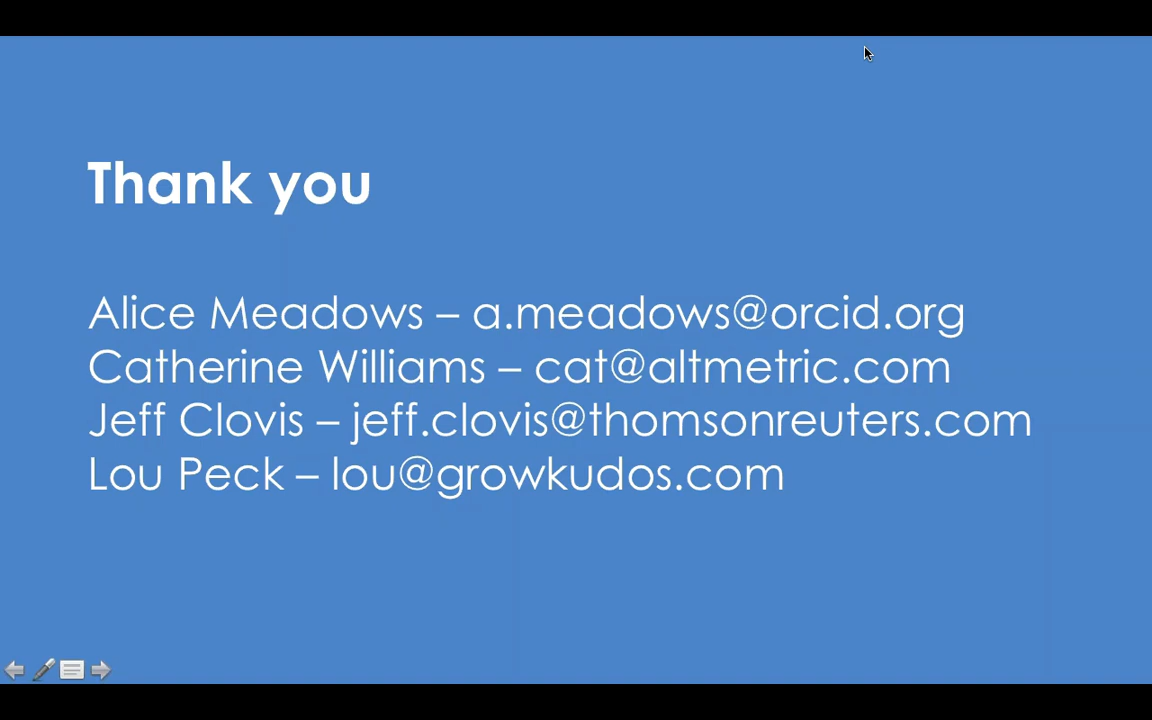 Thank you
Alice Meadows – a.meadows@orcid.org
Catherine Williams – cat@altmetric.com
Jeff Clovis – jeff.clovis@thomsonreuters.com
Lou Peck – lou@growkudos.com